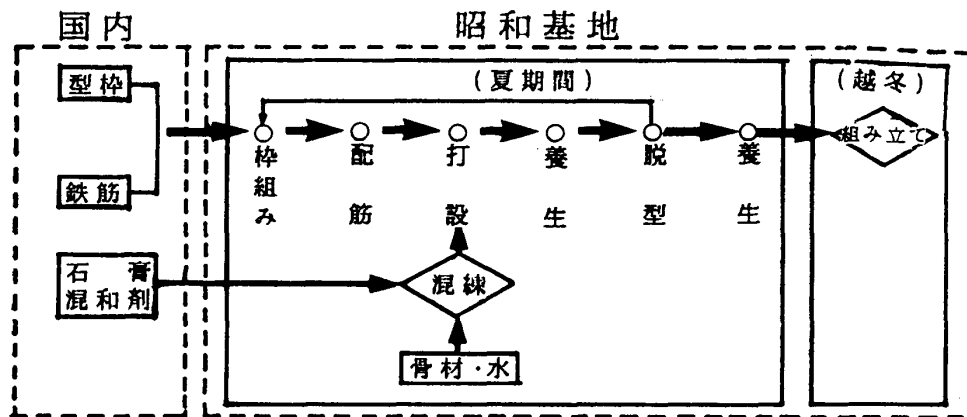 国内
昭和基地
型枠
鉄筋
石膏
混和剤
(夏期間)
枠組み
配筋
打設
養生
脱型
養生
混練
骨材・水
(越冬)
組み立て